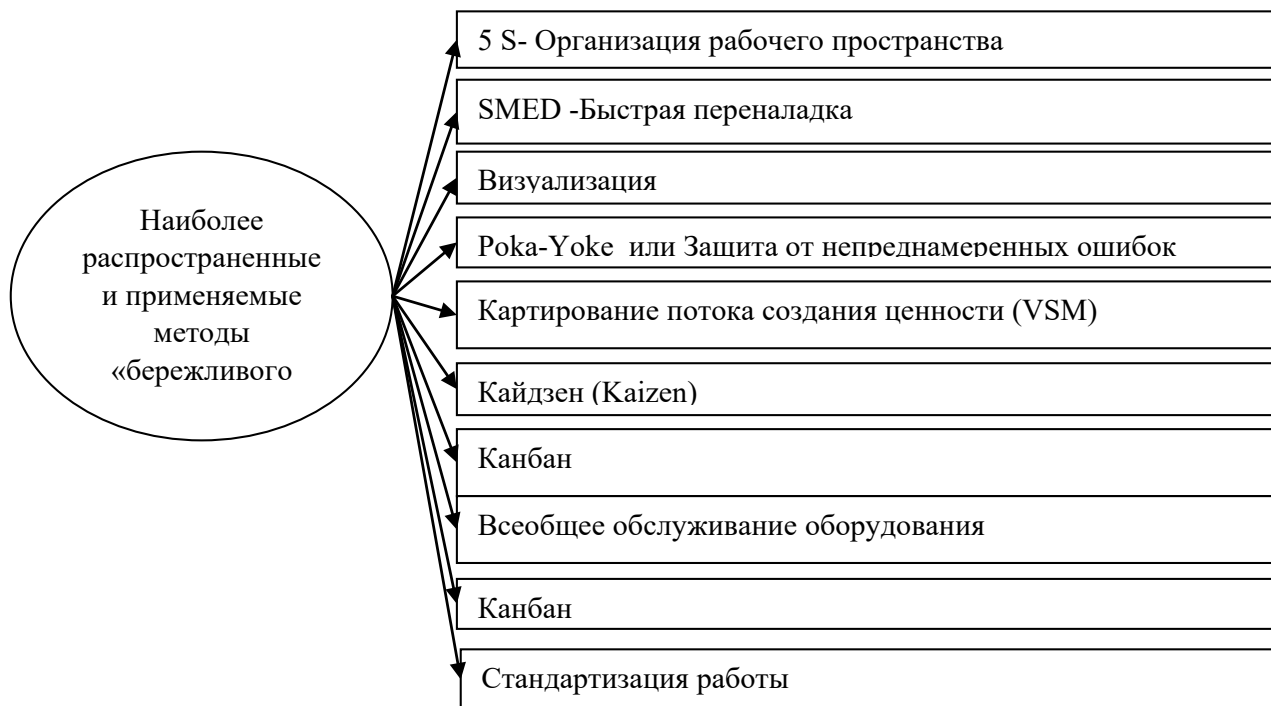 5 S- Организация рабочего пространства
SMED -Быстрая переналадка
Визуализация
Наиболее
распространенные
и применяемые
методы
«бережливого
Poka-Yoke или Защита от непреднамеренных ошибок
Картирование потока создания ценности (VSM)
Кайдзен (Kaizen)
Канбан
Всеобщее обслуживание оборудования
Канбан
Стандартизация работы